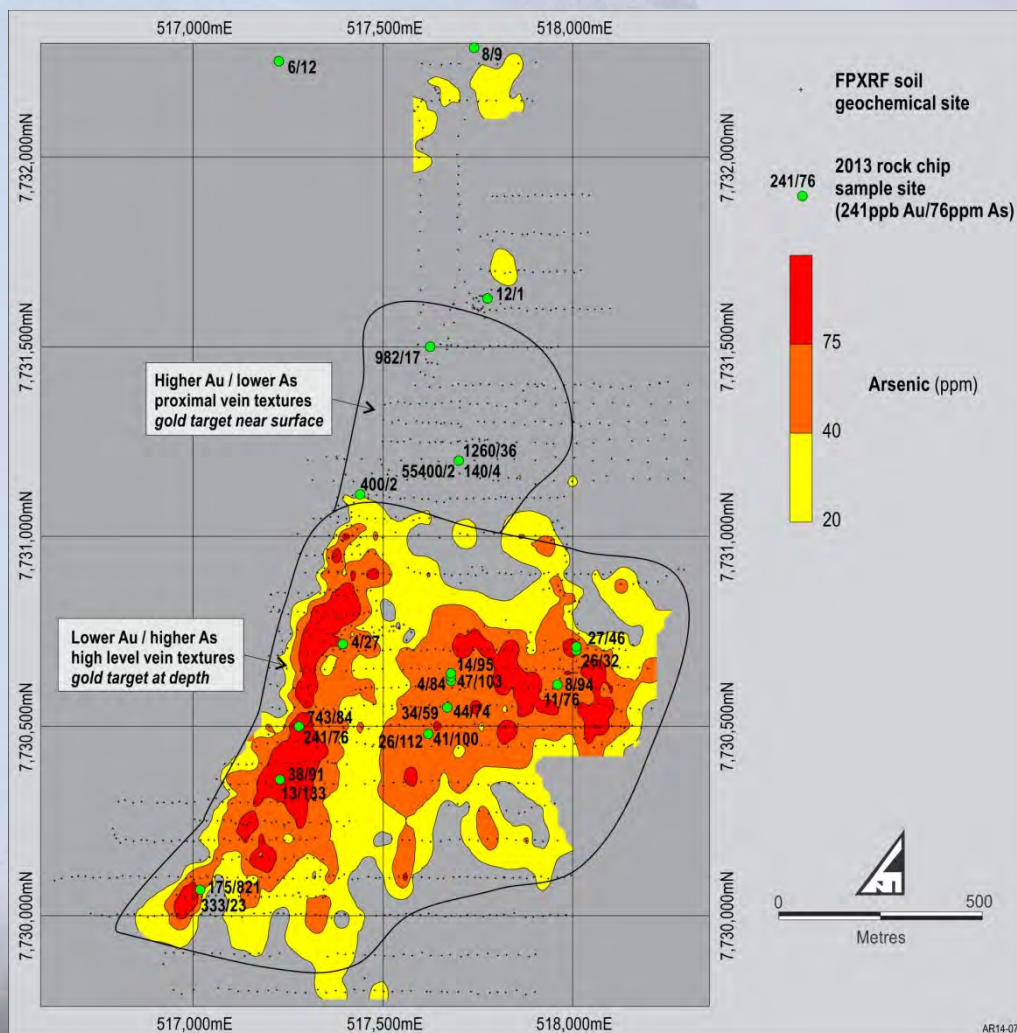 517,000mE
517,500mE
518,000mE
6/12
8/9
7,732,000mN
7,732,000mN
12/1
7,731,500mN
7,731,500mN
982/17
Higher Au / lower As
proximal vein textures
gold target near surface
1260/36
55400/2 140/4
400/2
7,731,000mN
7,731,000mN
Lower Au / higher As
high level vein textures
gold target at depth
4/27
27/46
26/32
14/95
4/84 47/103
8/94
11/76
34/59 44/74
743/84
241/76
26/112 41/100
7,730,500mN
7,730,500mN
38/91
13/133
175/821
333/23
7,730,000mN
7,730,000mN
517,000mE
517,500mE
518,000mE
FPXRF soil
geochemical site
241/76
2013 rock chip
sample site
(241ppb Au/76ppm As)
75
Arsenic (ppm)
40
20
0
500
Metres
AR14-07